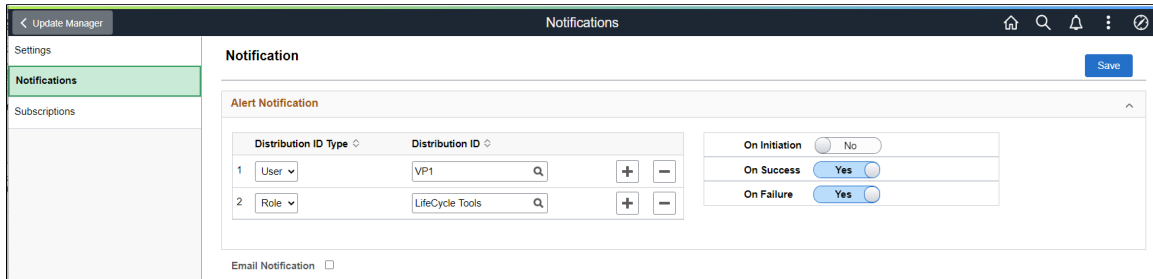 Update Manager
Notifications
Settings
Notifications
Subscriptions
Notification
Save
Alert Notification
Distribution ID Type Distribution ID
1 User VP1
2 Role LifeCycle Tools
On Initiation No
On Success Yes
On Failure Yes
Email Notification